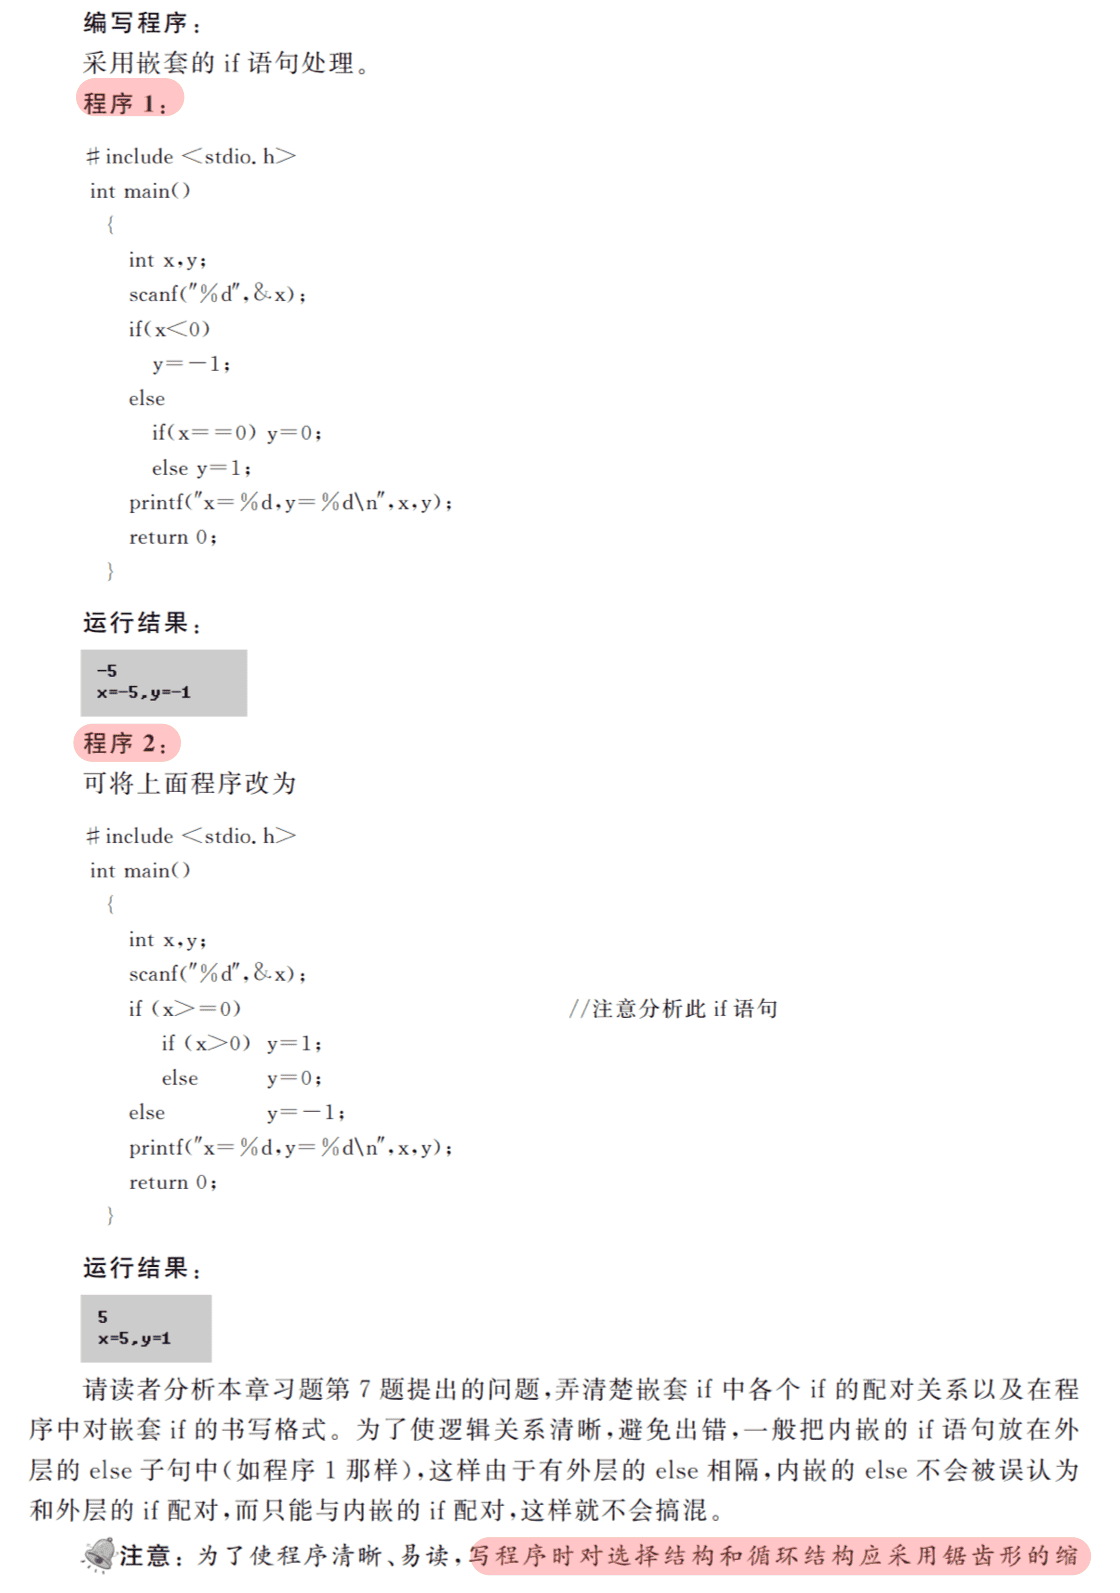 编写程序：
采用嵌套的 if 语句处理。
程序 1：
#include <stdio.h>
int main()
{
int x,y;
scanf("%d",&x);
if(x<0)
y=-1;
else
if(x==0) y=0;
else y=1;
printf("x=%d,y=%d\n",x,y);
return 0;
}
运行结果：
-5
x=-5,y=-1
程序 2：
可将上面程序改为
#include <stdio.h>
int main()
{
int x,y;
scanf("%d",&x);
if (x>=0) //注意分析此 if 语句
if (x>0) y=1;
else y=0;
else y=-1;
printf("x=%d,y=%d\n",x,y);
return 0;
}
运行结果：
5
x=5,y=1
请读者分析本章习题第 7 题提出的问题,弄清楚嵌套 if 中各个 if 的配对关系以及在程
序中对嵌套 if 的书写格式。为了使逻辑关系清晰,避免出错,一般把内嵌的 if 语句放在外
层的 else 子句中(如程序 1 那样),这样由于有外层的 else 相隔,内嵌的 else 不会被误认为
和外层的 if 配对,而只能与内嵌的 if 配对,这样就不会搞混。
注意：为了使程序清晰、易读,写程序时对选择结构和循环结构应采用锯齿形的缩